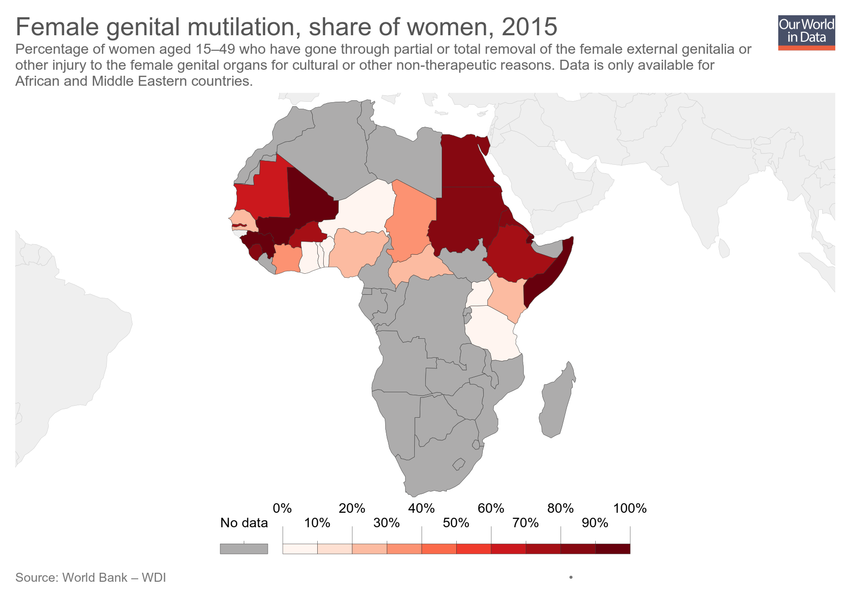 Female genital mutilation, share of women, 2015
Our World
in Data
Percentage of women aged 15–49 who have gone through partial or total removal of the female external genitalia or
other injury to the female genital organs for cultural or other non-therapeutic reasons. Data is only available for
African and Middle Eastern countries.
0% 20% 40% 60% 80% 100%
No data 10% 30% 50% 70% 90%
Source: World Bank – WDI